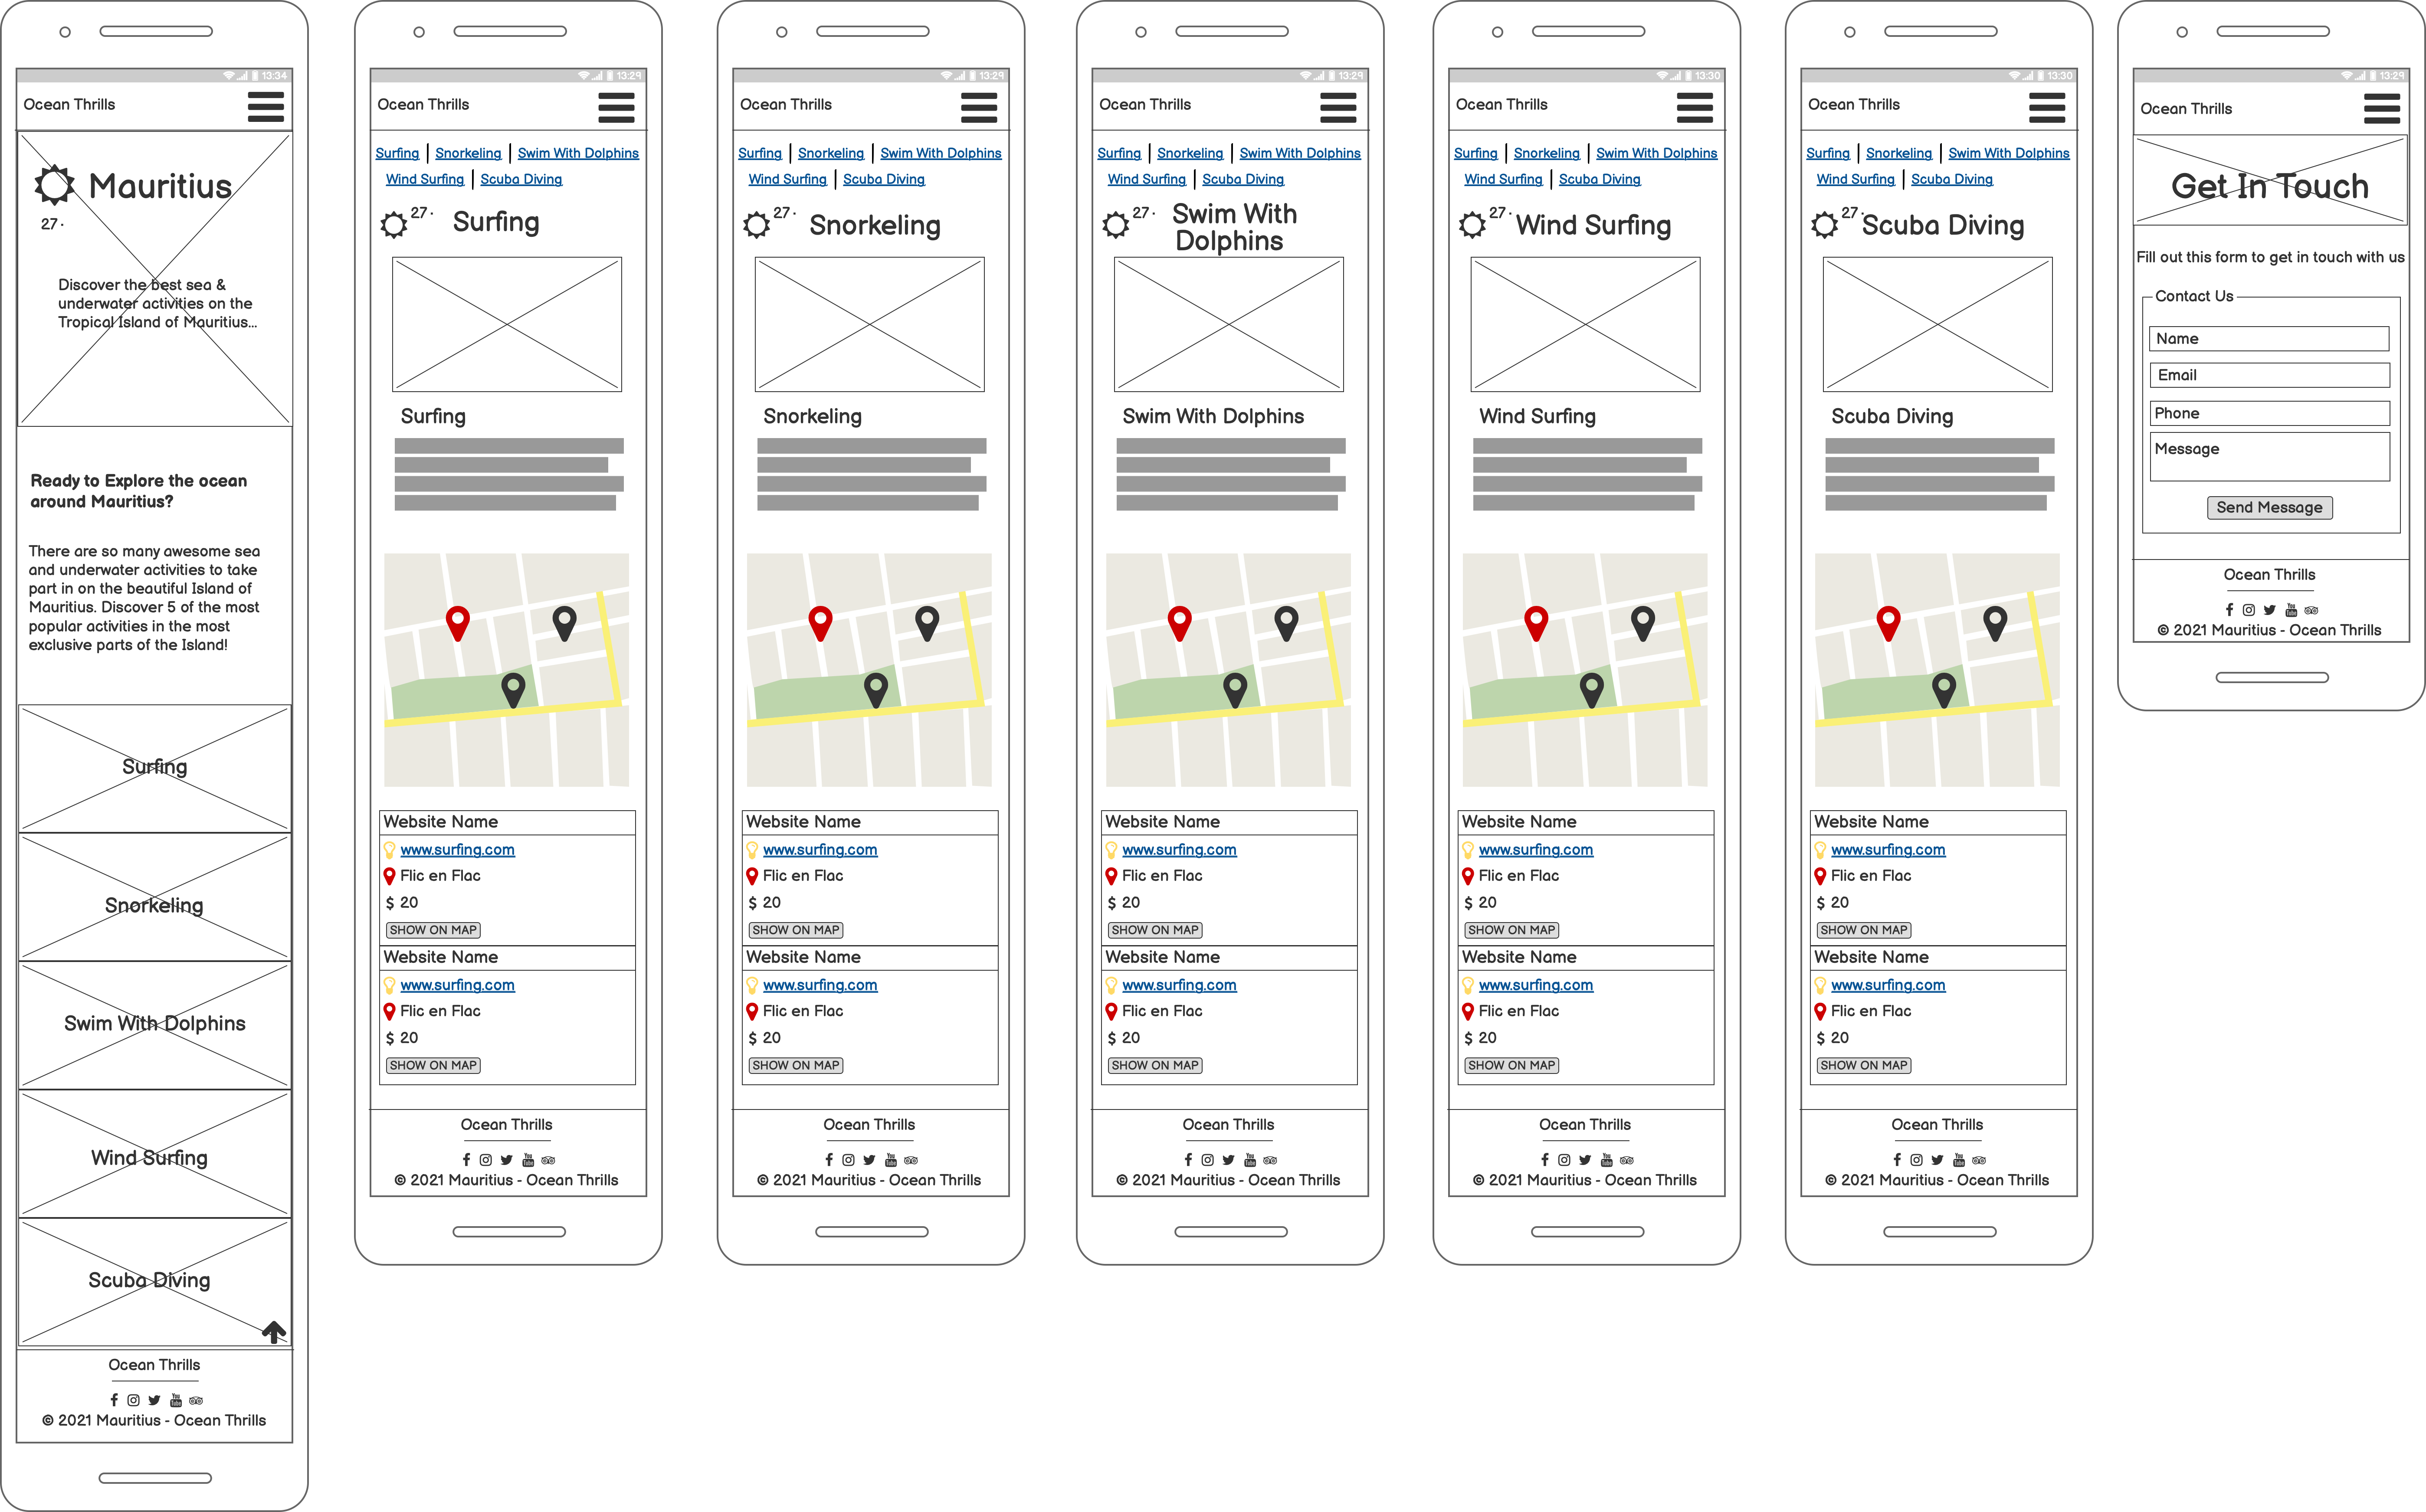 13:34
Ocean Thrills
Mauritius
27·
Discover the best sea &
underwater activities on the
Tropical Island of Mauritius...
Ready to Explore the ocean
around Mauritius?
There are so many awesome sea
and underwater activities to take
part in on the beautiful Island of
Mauritius. Discover 5 of the most
popular activities in the most
exclusive parts of the Island!
Surfing
Snorkeling
Swim With Dolphins
Wind Surfing
Scuba Diving
Ocean Thrills
You
Tube
© 2021 Mauritius - Ocean Thrills
13:29
Ocean Thrills
Surfing | Snorkeling | Swim With Dolphins
Wind Surfing | Scuba Diving
27· Surfing
Surfing
Website Name
www.surfing.com
Flic en Flac
$ 20
SHOW ON MAP
Website Name
www.surfing.com
Flic en Flac
$ 20
SHOW ON MAP
Ocean Thrills
You
Tube
© 2021 Mauritius - Ocean Thrills
13:29
Ocean Thrills
Surfing | Snorkeling | Swim With Dolphins
Wind Surfing | Scuba Diving
27· Snorkeling
Snorkeling
Website Name
www.surfing.com
Flic en Flac
$ 20
SHOW ON MAP
Website Name
www.surfing.com
Flic en Flac
$ 20
SHOW ON MAP
Ocean Thrills
You
Tube
© 2021 Mauritius - Ocean Thrills
13:29
Ocean Thrills
Surfing | Snorkeling | Swim With Dolphins
Wind Surfing | Scuba Diving
27· Swim With
Dolphins
Swim With Dolphins
Website Name
www.surfing.com
Flic en Flac
$ 20
SHOW ON MAP
Website Name
www.surfing.com
Flic en Flac
$ 20
SHOW ON MAP
Ocean Thrills
You
Tube
© 2021 Mauritius - Ocean Thrills
13:30
Ocean Thrills
Surfing | Snorkeling | Swim With Dolphins
Wind Surfing | Scuba Diving
27· Wind Surfing
Wind Surfing
Website Name
www.surfing.com
Flic en Flac
$ 20
SHOW ON MAP
Website Name
www.surfing.com
Flic en Flac
$ 20
SHOW ON MAP
Ocean Thrills
You
Tube
© 2021 Mauritius - Ocean Thrills
13:30
Ocean Thrills
Surfing | Snorkeling | Swim With Dolphins
Wind Surfing | Scuba Diving
27· Scuba Diving
Scuba Diving
Website Name
www.surfing.com
Flic en Flac
$ 20
SHOW ON MAP
Website Name
www.surfing.com
Flic en Flac
$ 20
SHOW ON MAP
Ocean Thrills
You
Tube
© 2021 Mauritius - Ocean Thrills
13:29
Ocean Thrills
Get In Touch
Fill out this form to get in touch with us
Contact Us
Name
Email
Phone
Message
Send Message
Ocean Thrills
You
Tube
© 2021 Mauritius - Ocean Thrills